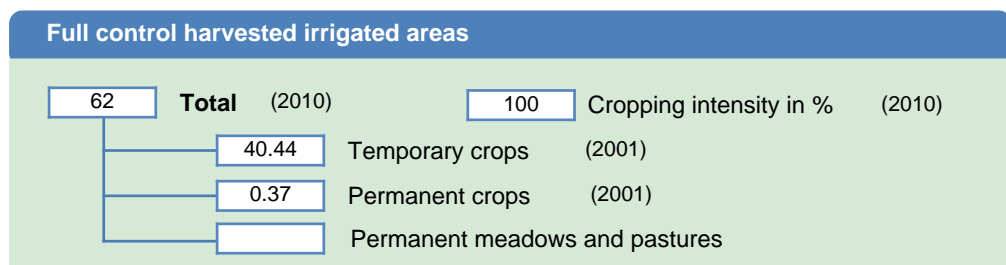 Full control harvested irrigated areas
62 Total (2010) 100 Cropping intensity in % (2010)
40.44 Temporary crops (2001)
0.37 Permanent crops (2001)
Permanent meadows and pastures